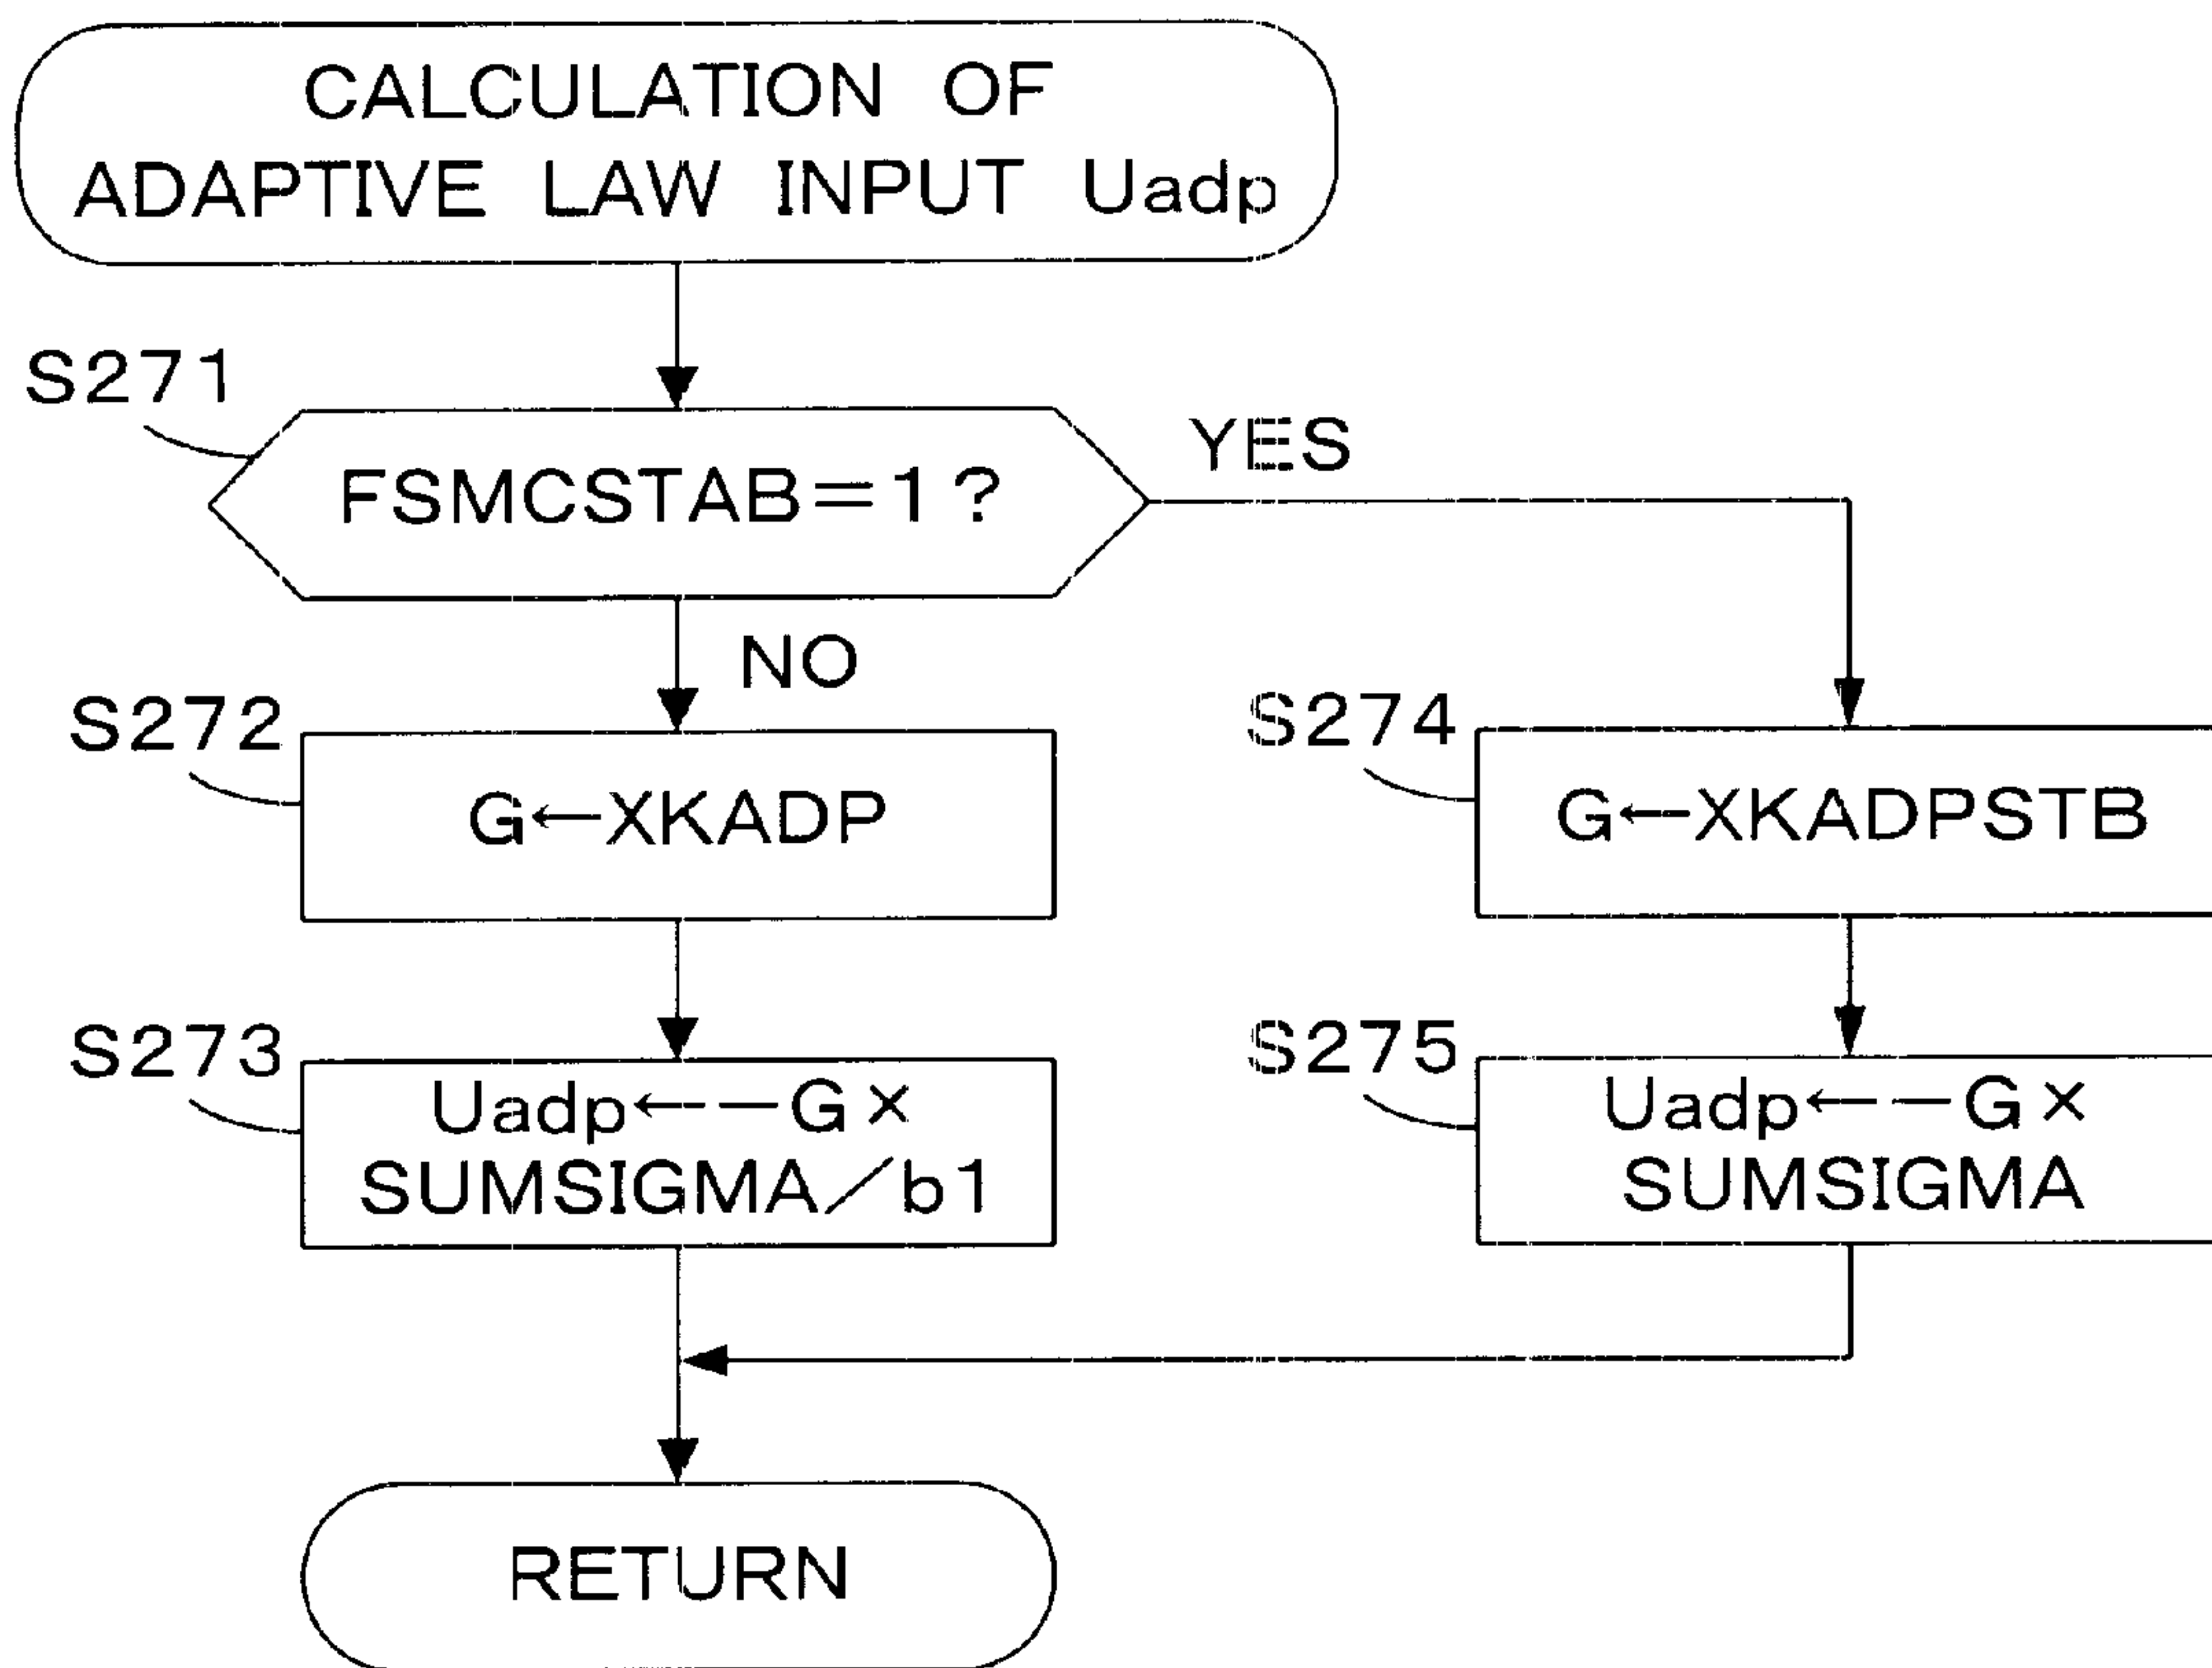 CALCULATION OF
ADAPTIVE LAW INPUT Uadp
S271
FSMCSTAB=1?
YES
NO
S272
G←XKADP
S274
G←XKADPSTB
S273
Uadp←−G×
SUMSIGMA/b1
S275
Uadp←−G×
SUMSIGMA
RETURN